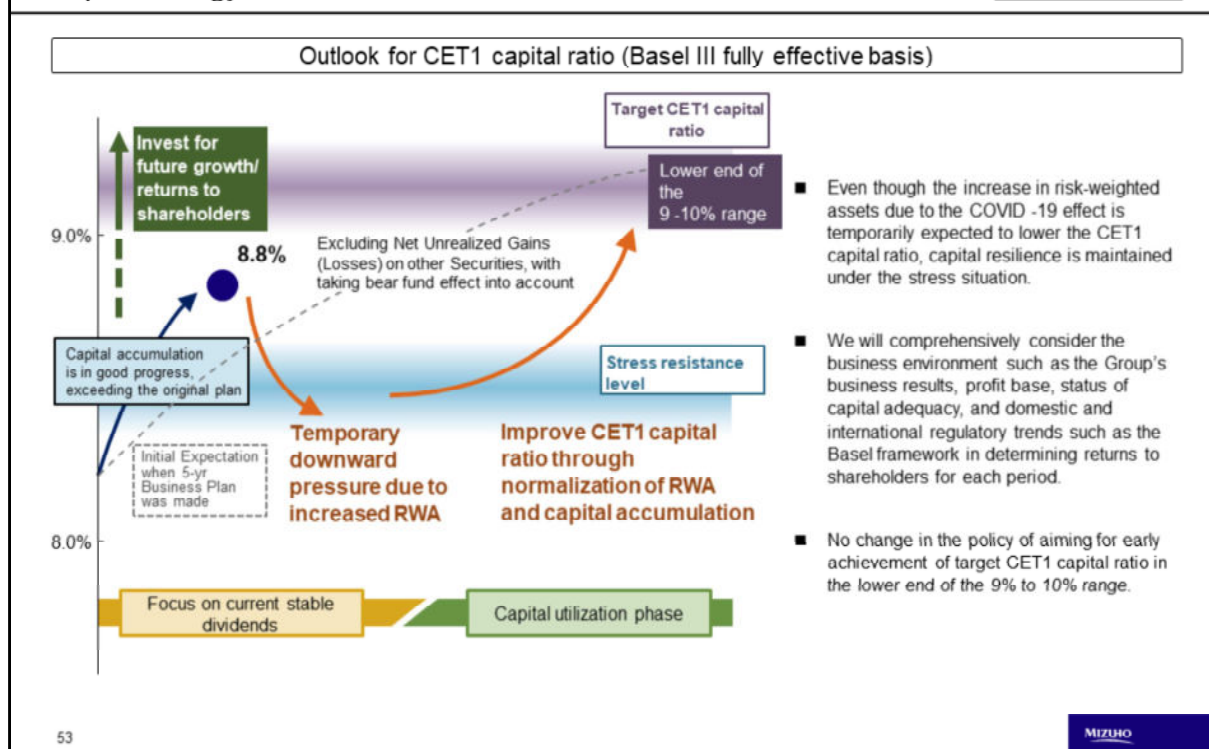 Outlook for CET1 capital ratio (Basel III fully effective basis)
Target CET1 capital
ratio
Invest for
future growth/
returns to
shareholders
Lower end of
the
9 -10% range
9.0%
8.8%
Excluding Net Unrealized Gains
(Losses) on other Securities, with
taking bear fund effect into account
Capital accumulation
is in good progress,
exceeding the original plan
Stress resistance
level
Initial Expectation
when 5-yr
Business Plan
was made
Temporary
downward
pressure due to
increased RWA
Improve CET1 capital
ratio through
normalization of RWA
and capital accumulation
8.0%
Focus on current stable
dividends
Capital utilization phase
■ Even though the increase in risk-weighted
assets due to the COVID -19 effect is
temporarily expected to lower the CET1
capital ratio, capital resilience is maintained
under the stress situation.
■ We will comprehensively consider the
business environment such as the Group's
business results, profit base, status of
capital adequacy, and domestic and
international regulatory trends such as the
Basel framework in determining returns to
shareholders for each period.
■ No change in the policy of aiming for early
achievement of target CET1 capital ratio in
the lower end of the 9% to 10% range.
53
MIZUHO